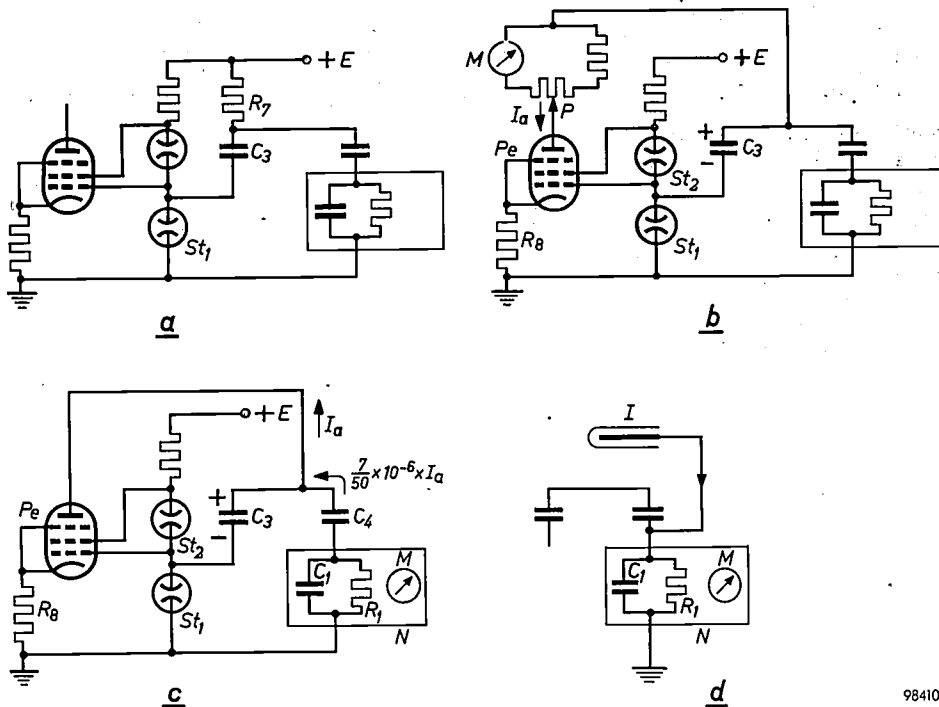 + E
R7
C3
St1
a
M
Ia
P
+ E
Pe
C3
+
-
St2
R8
St1
b
+ E
Ia
7/50 × 10⁻⁶ × Ia
Pe
+
-
C3
C4
St2
R8
St1
C1
R1
M
N
c
I
C1
R1
M
N
d
98410